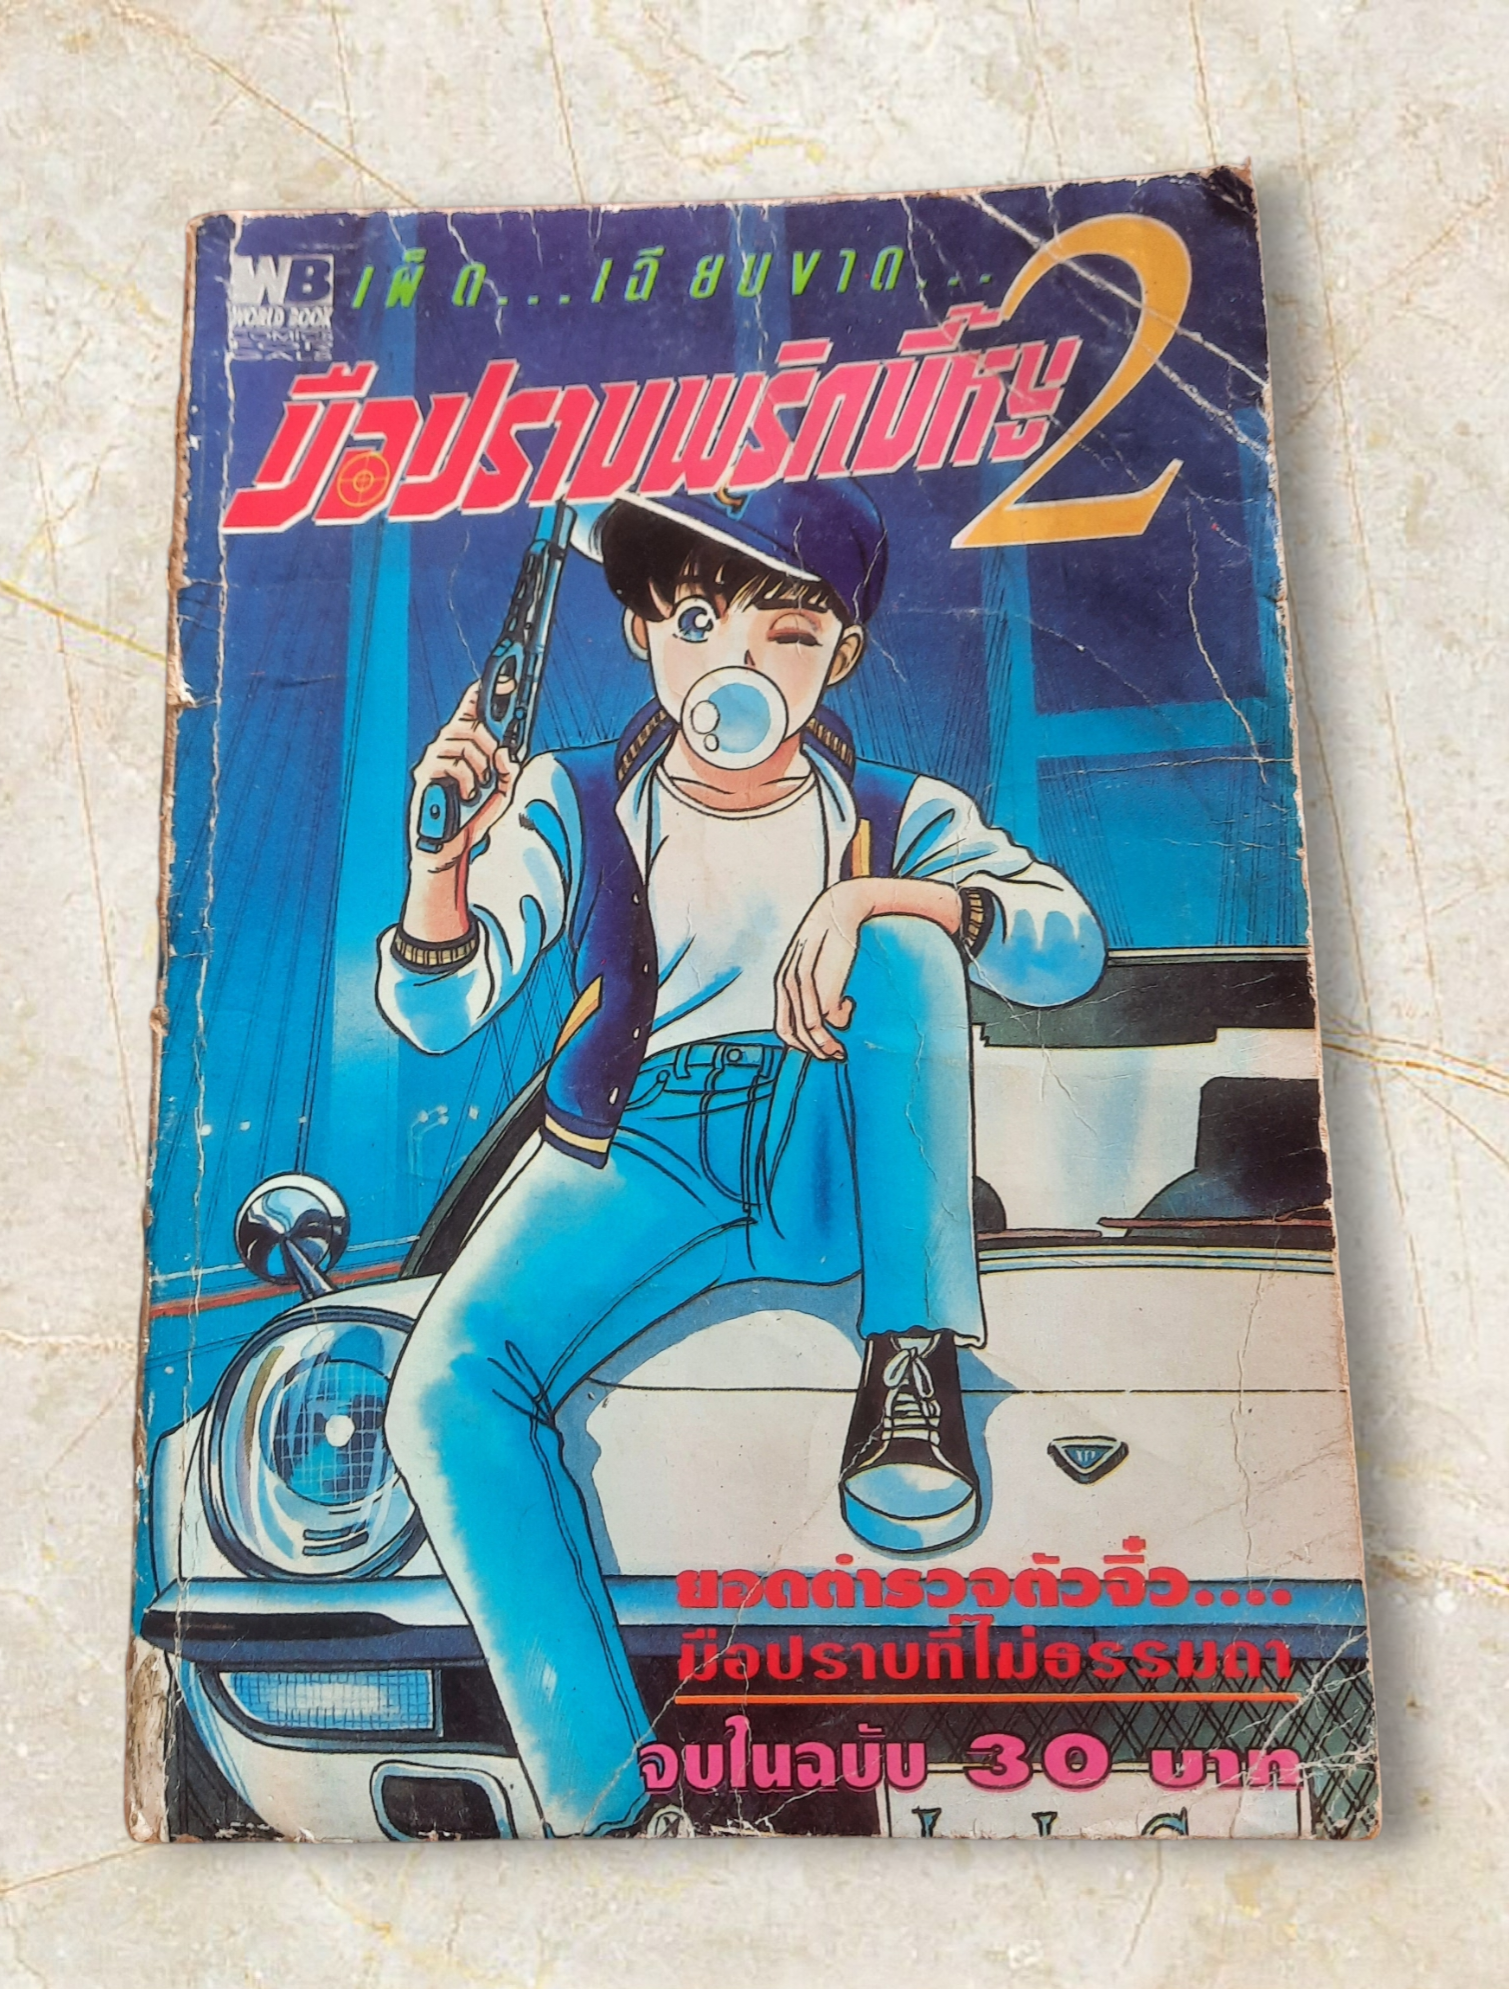 WB
WORLD BOOK
เผ็ด...เฉียบขาด...
มือปราบพริกขี้หนู 2
ยอดตำรวจตัวจิ๋ว....
มือปราบที่ไม่ธรรมดา
จบในฉบับ 30 บาท